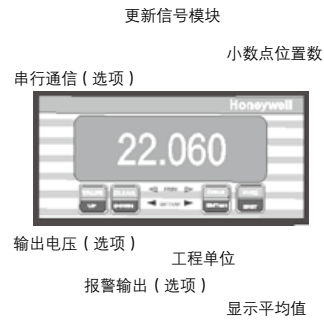 更新信号模块
小数点位置数
串行通信（选项）
Honeywell
22.060
输出电压（选项）
工程单位
报警输出（选项）
显示平均值